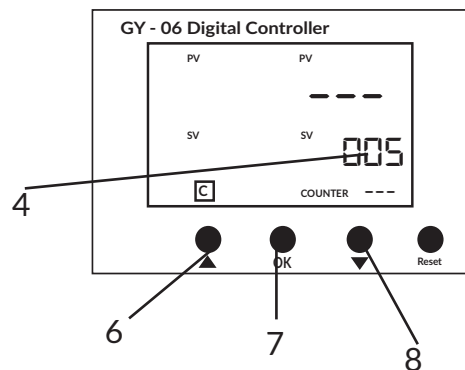 GY - 06 Digital Controller
PV PV
---
SV SV
005
4
C COUNTER ---
OK Reset
6 7 8